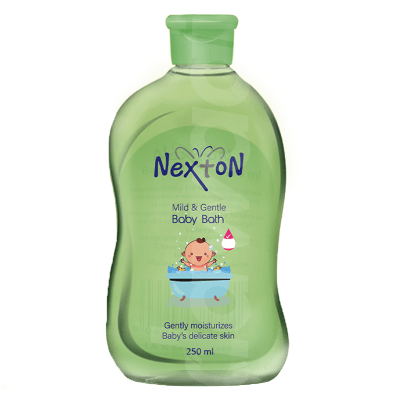 NextoN
Mild & Gentle
Baby Bath
Gently moisturizes
Baby's delicate skin
250 ml